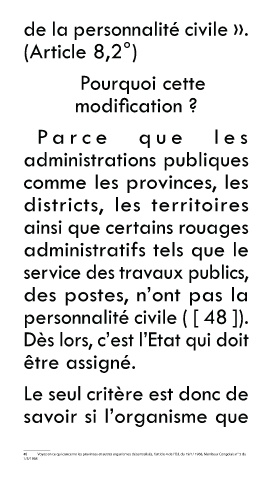 de la personnalité civile ».
(Article 8,2°)
Pourquoi cette
modification ?
Parce que les
administrations publiques
comme les provinces, les
districts, les territoires
ainsi que certains rouages
administratifs tels que le
service des travaux publics,
des postes, n’ont pas la
personnalité civile ( [ 48 ]).
Dès lors, c’est l’Etat qui doit
être assigné.
Le seul critère est donc de
savoir si l’organisme que